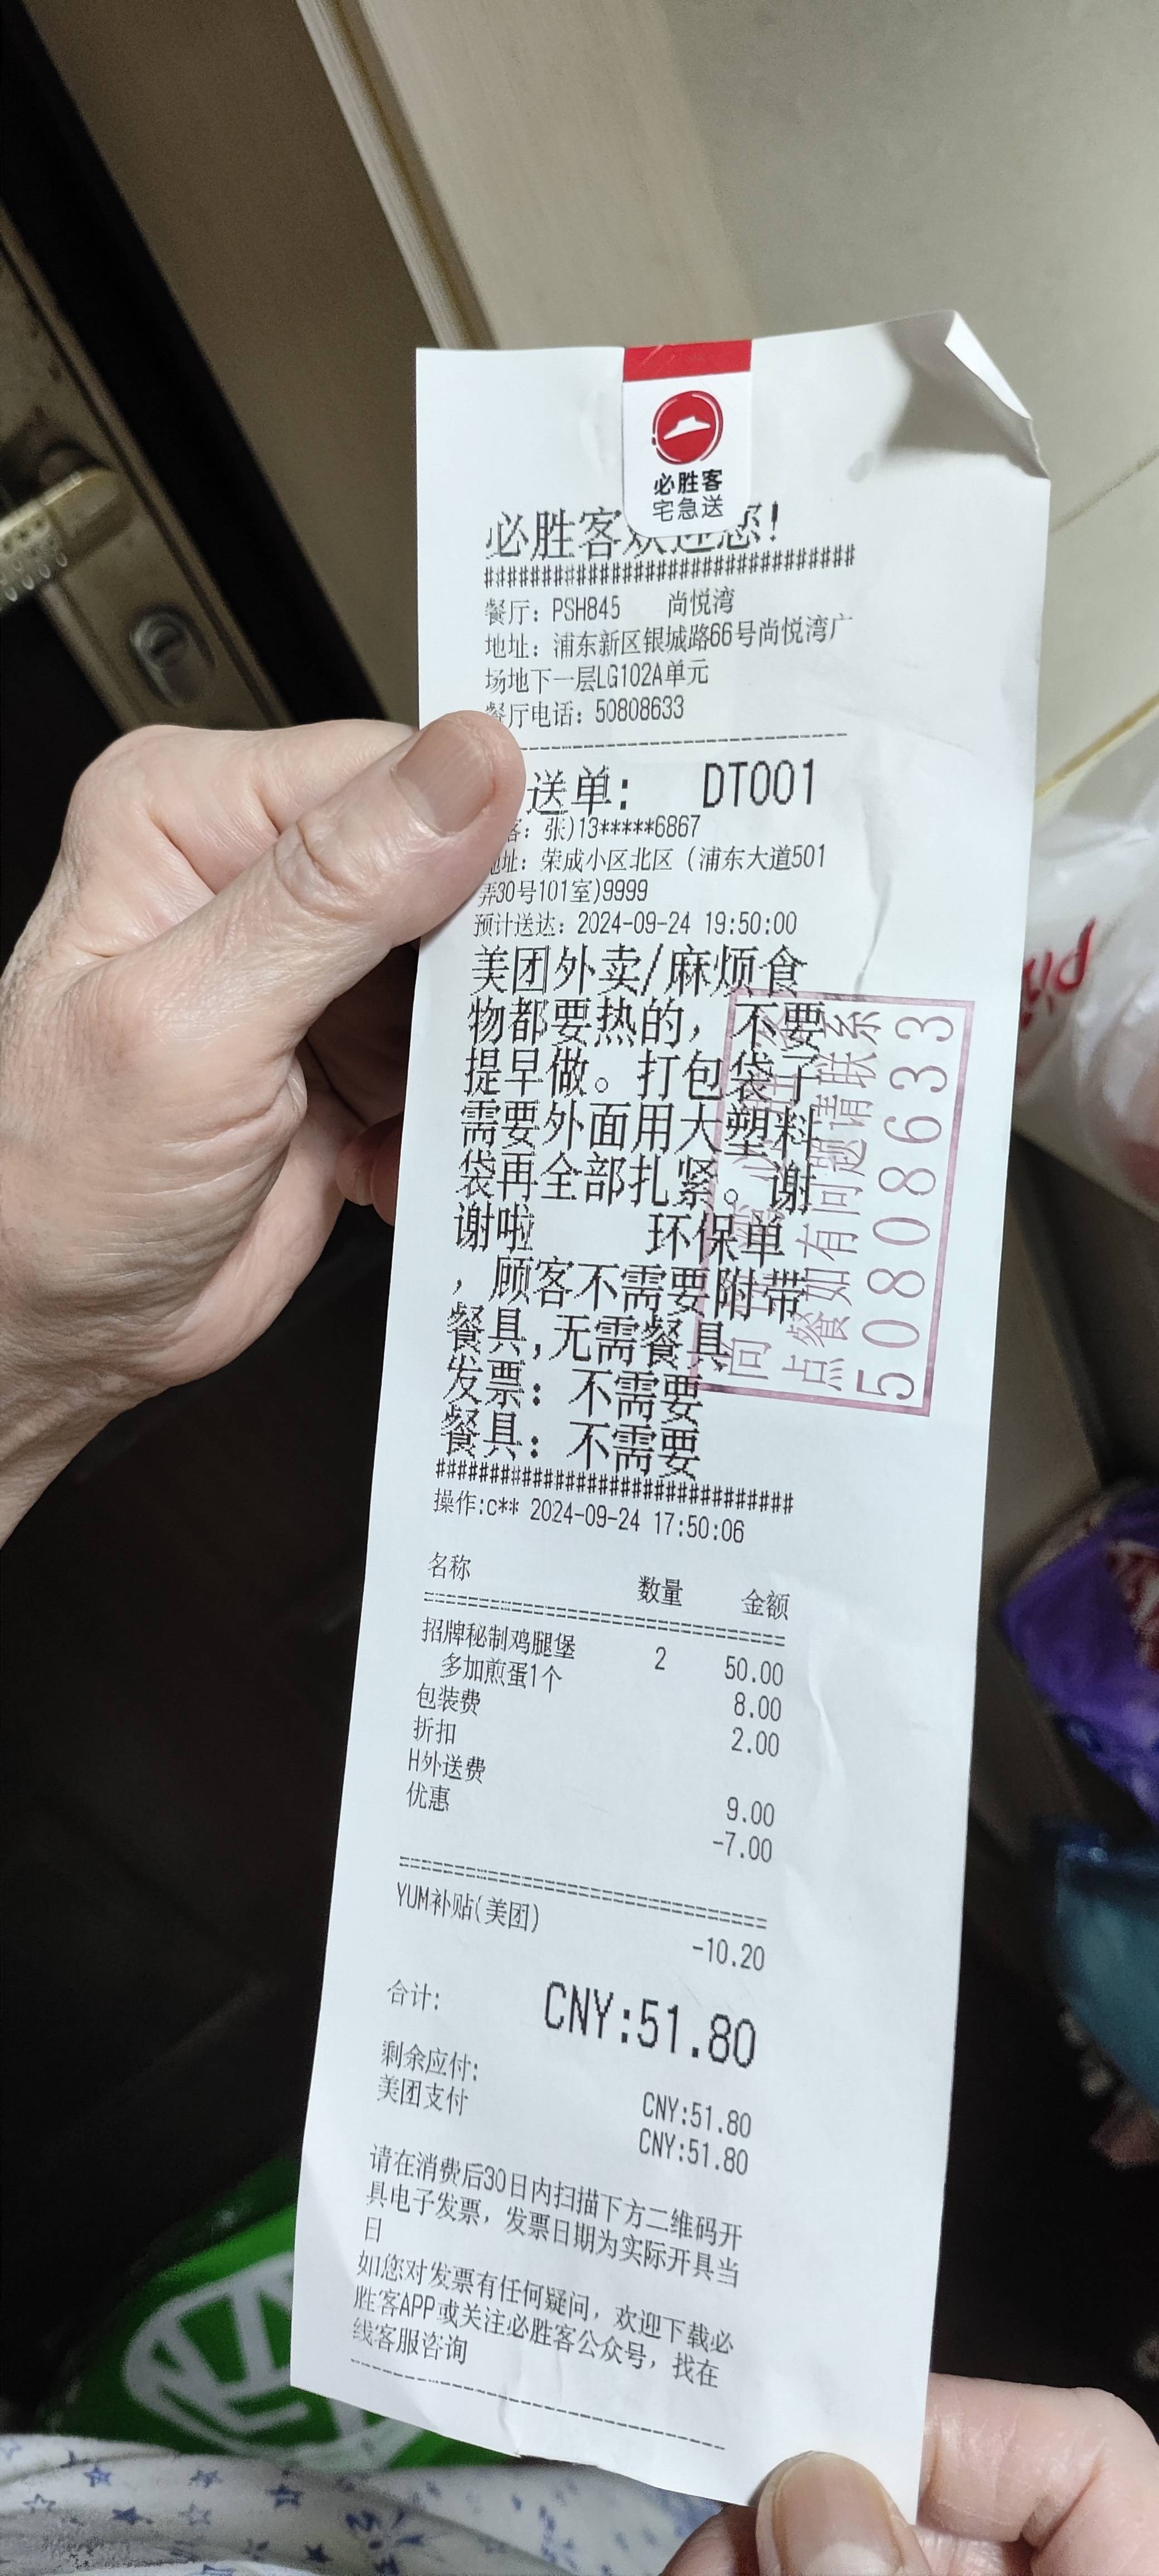 必胜客
宅急送
必胜客欢迎您!
################################
餐厅: PSH845 尚悦湾
地址: 浦东新区银城路66号尚悦湾广
场地下一层LG102A单元
餐厅电话: 50808633
送单: DT001
客: 张)13*****6867
地址: 荣成小区北区 (浦东大道501
弄30号101室)9999
预计送达: 2024-09-24 19:50:00
美团外卖/麻烦食
物都要热的, 不要
提早做。打包袋子
需要外面用大塑料
袋再全部扎紧。谢
谢啦 环保单
, 顾客不需要附带
餐具,无需餐具
发票: 不需要
餐具: 不需要
################################
操作:c** 2024-09-24 17:50:06
名称 数量 金额
招牌秘制鸡腿堡 2 50.00
多加煎蛋1个 8.00
包装费 2.00
折扣
H外送费 9.00
优惠 -7.00
YUM补贴(美团) -10.20
合计: CNY:51.80
剩余应付: CNY:51.80
美团支付 CNY:51.80
请在消费后30日内扫描下方二维码开
具电子发票, 发票日期为实际开具当
日
如您对发票有任何疑问, 欢迎下载必
胜客APP或关注必胜客公众号, 找在
线客服咨询
点餐如有问题请联系
50808633